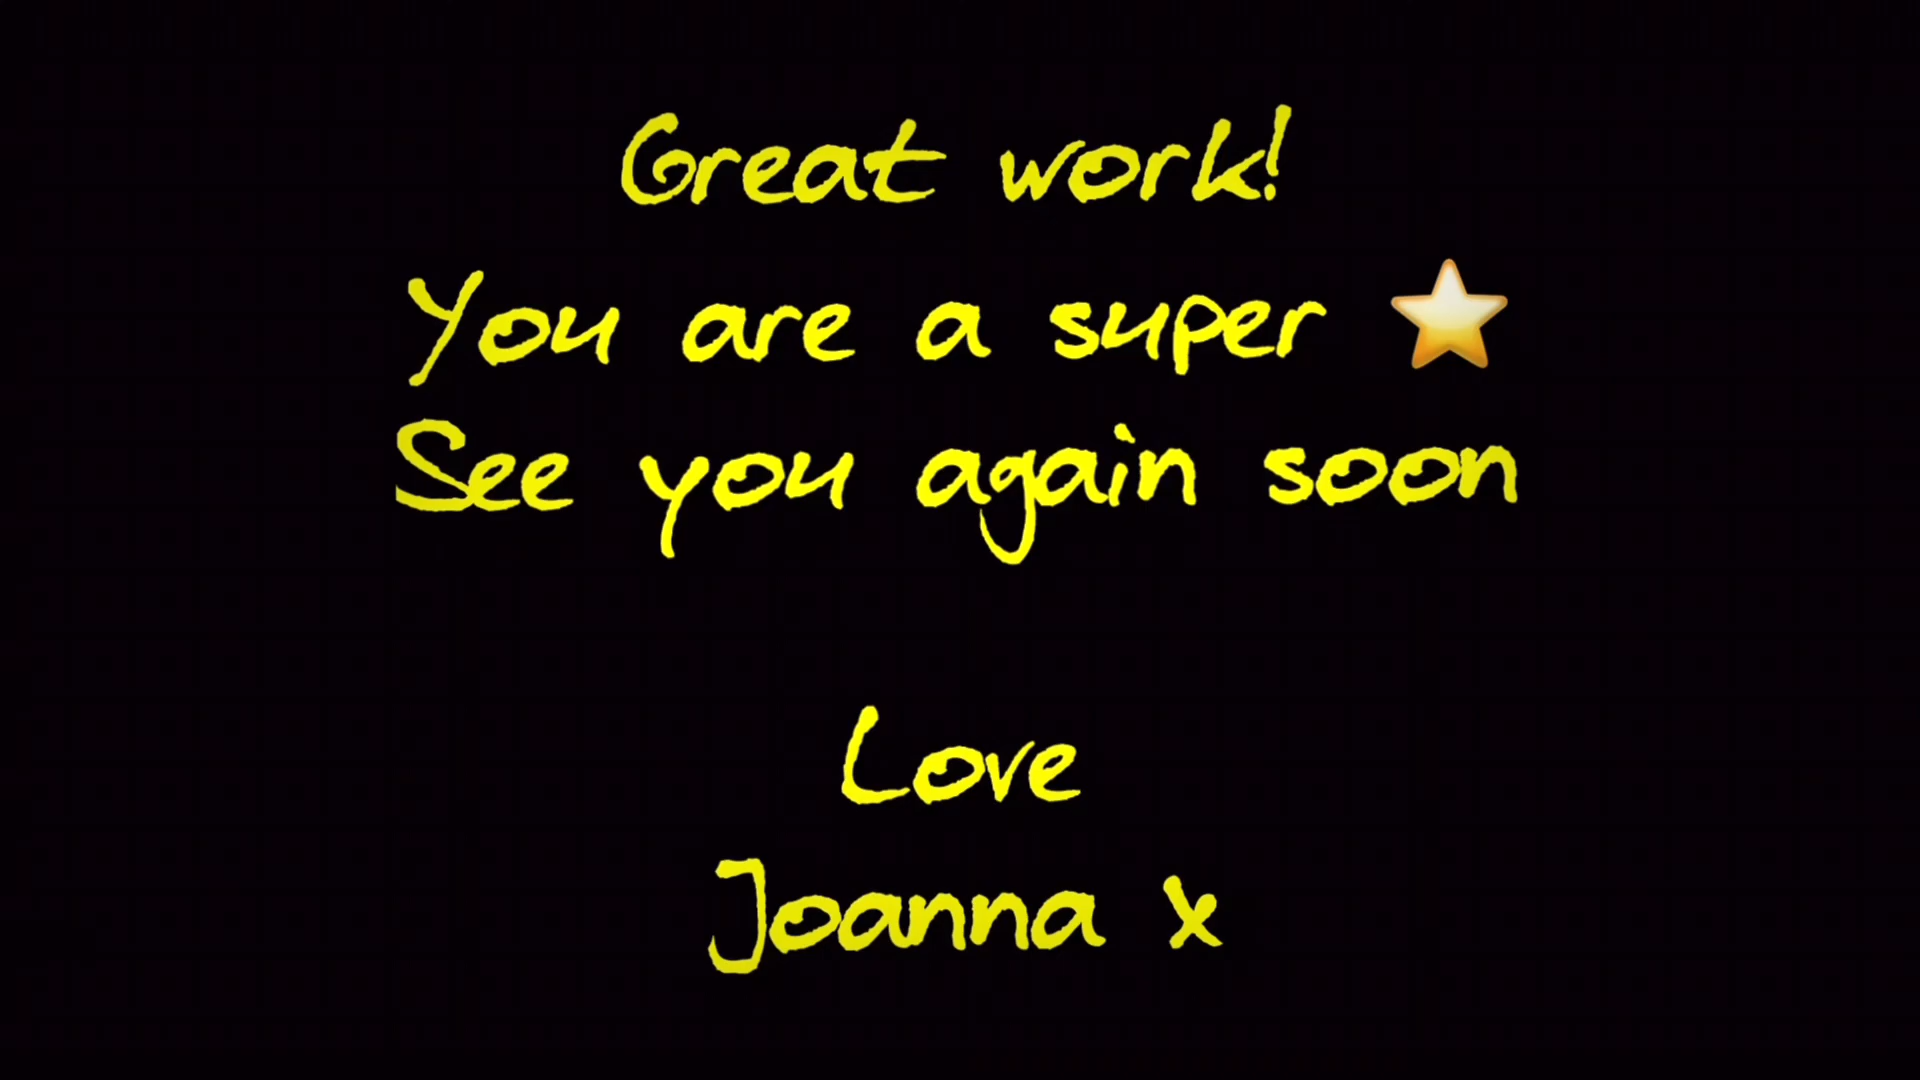 Great work!
You are a super ⭐
See you again soon
Love
Joanna x